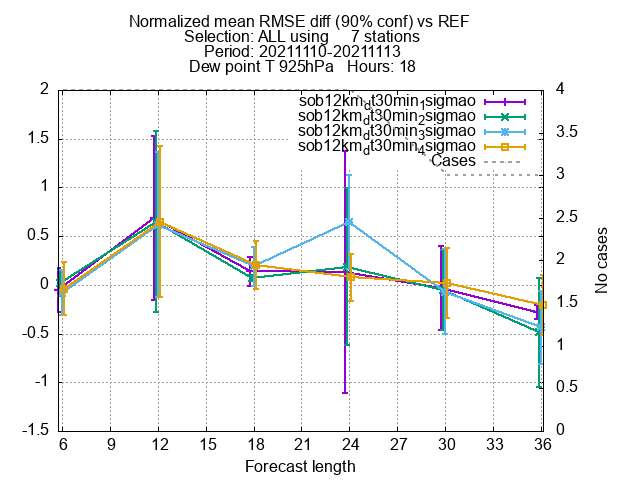 Normalized mean RMSE diff (90% conf) vs REF
Selection: ALL using     7 stations
Period: 20211110-20211113
Dew point T 925hPa   Hours: 18
sob12km_dt30min_1sigmao
sob12km_dt30min_2sigmao
sob12km_dt30min_3sigmao
sob12km_dt30min_4sigmao
Cases
2
1.5
1
0.5
0
-0.5
-1
-1.5
4
3.5
3
2.5
2
1.5
1
0.5
0
No cases
6 9 12 15 18 21 24 27 30 33 36
Forecast length